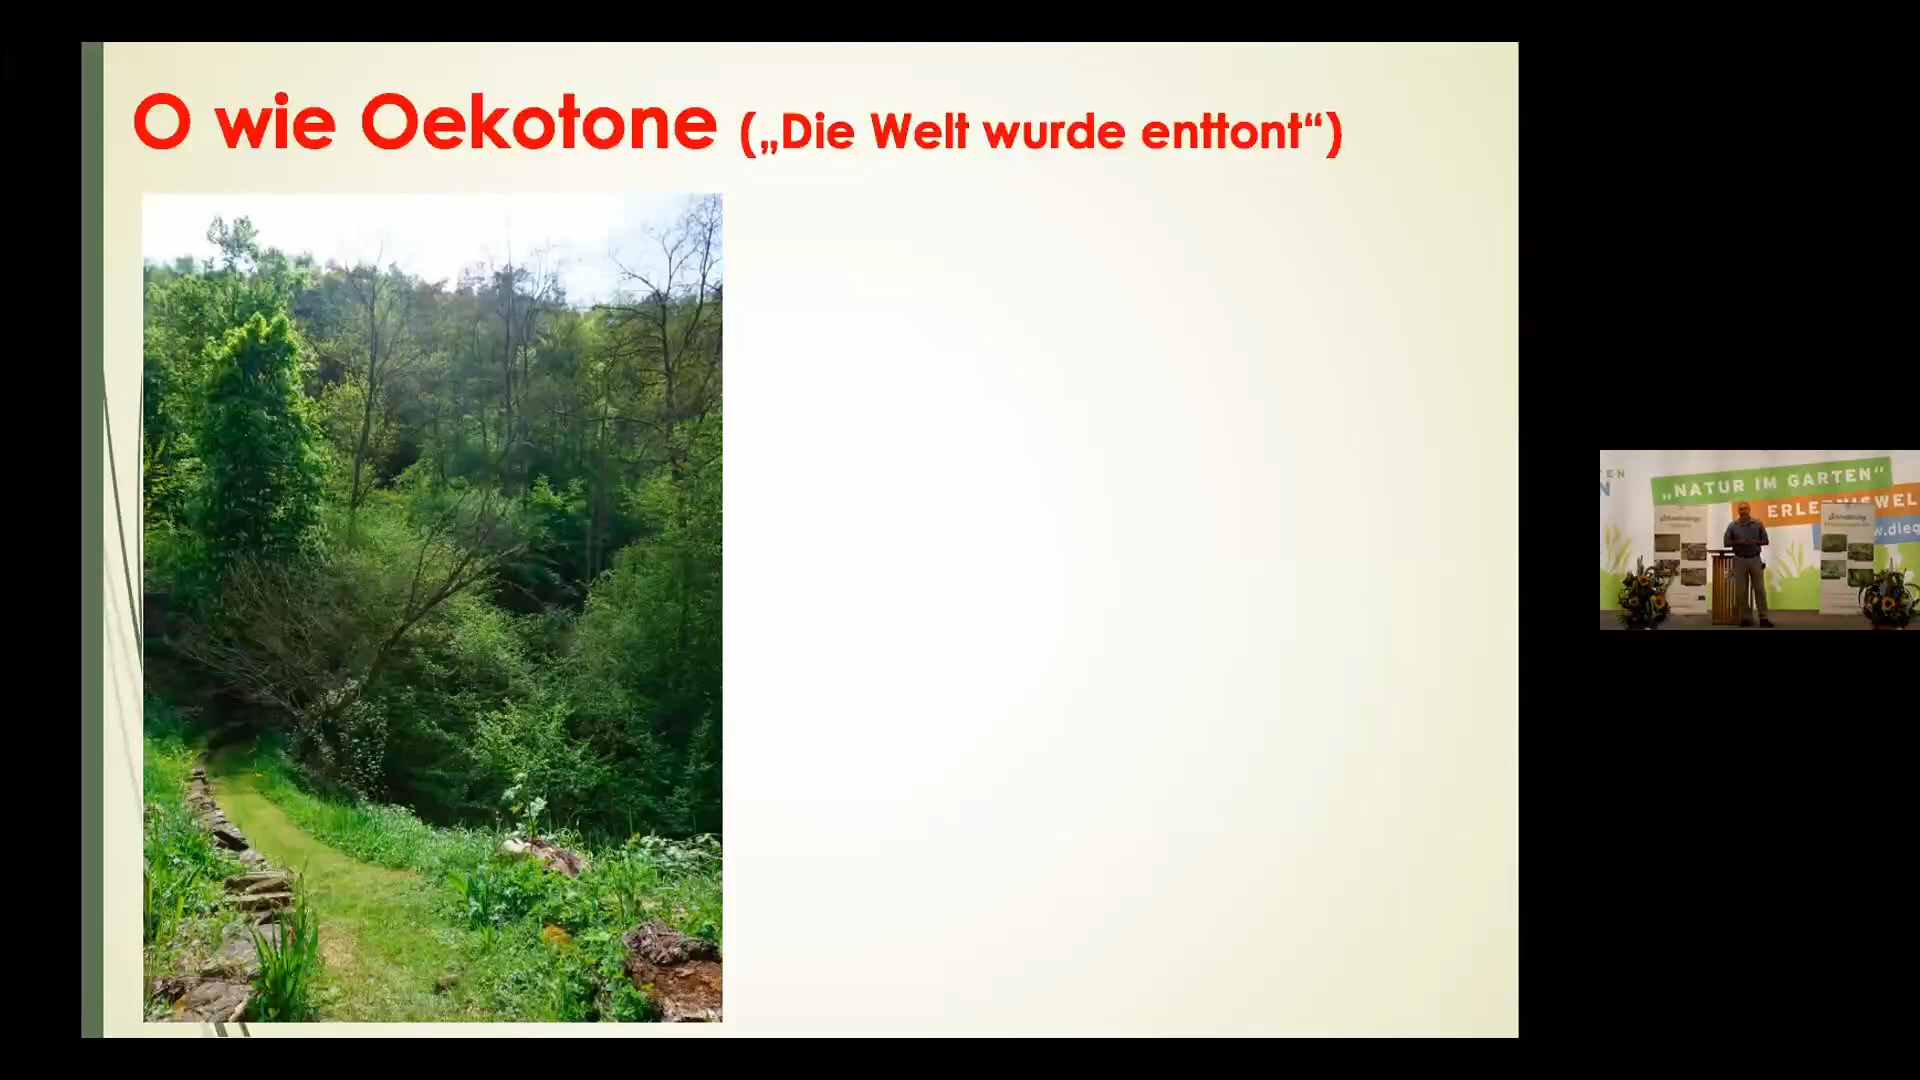 O wie Oekotone („Die Welt wurde enttont“)
„NATUR IM GARTEN“